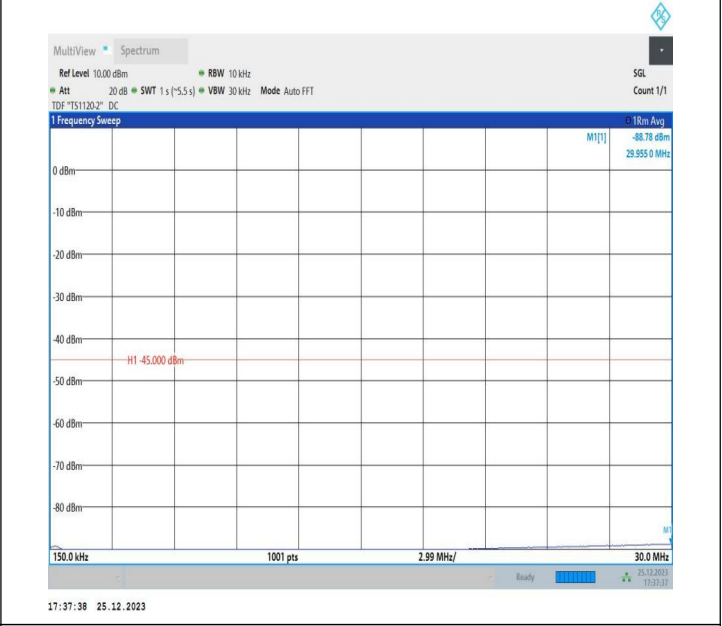 R&S
MultiView Spectrum
Ref Level 10.00 dBm RBW 10 kHz SGL
Att 20 dB SWT 1 s (~5.5 s) VBW 30 kHz Mode Auto FFT Count 1/1
TDF "TS1120-2" DC
1 Frequency Sweep 1Rm Avg
M1[1] -88.78 dBm
29.955 0 MHz
0 dBm
-10 dBm
-20 dBm
-30 dBm
-40 dBm
H1 -45.000 dBm
-50 dBm
-60 dBm
-70 dBm
-80 dBm
M1
150.0 kHz 1001 pts 2.99 MHz/ 30.0 MHz
Ready 25.12.2023
17:37:37
17:37:38 25.12.2023